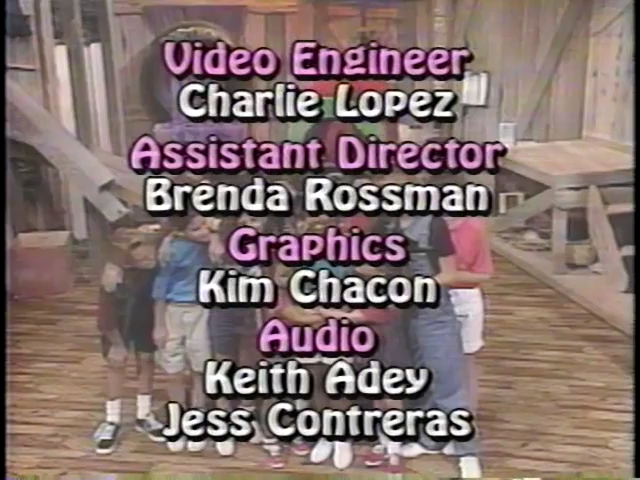 Video Engineer
Charlie Lopez
Assistant Director
Brenda Rossman
Graphics
Kim Chacon
Audio
Keith Adey
Jess Contreras